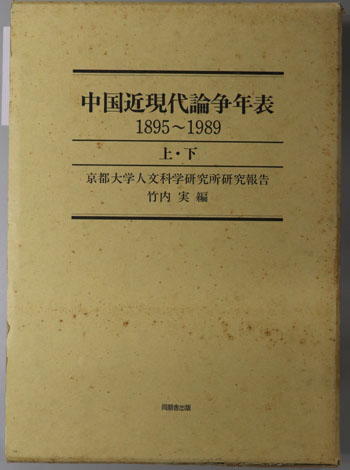 中国近現代論争年表
1895～1989
上・下
京都大学人文科学研究所研究報告
竹内 実 編
同朋舎出版